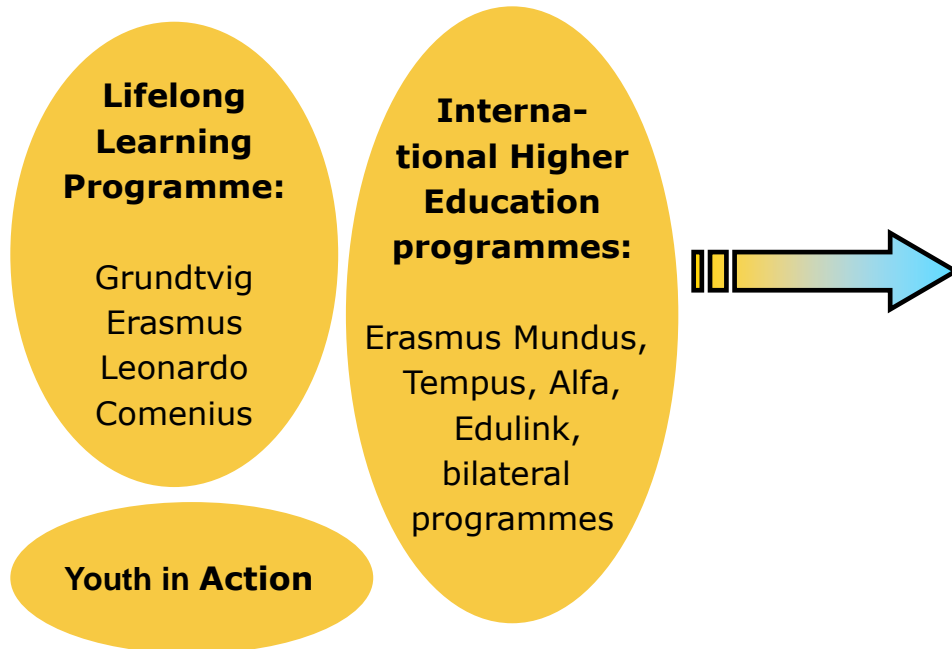 Lifelong
Learning
Programme:
Grundtvig
Erasmus
Leonardo
Comenius
Interna-
tional Higher
Education
programmes:
Erasmus Mundus,
Tempus, Alfa,
Edulink,
bilateral
programmes
Youth in Action